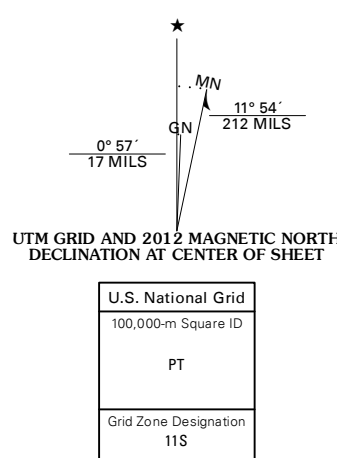 ★
MN
11° 54´
212 MILS
GN
0° 57´
17 MILS
UTM GRID AND 2012 MAGNETIC NORTH
DECLINATION AT CENTER OF SHEET
U.S. National Grid
100,000-m Square ID
PT
Grid Zone Designation
11S